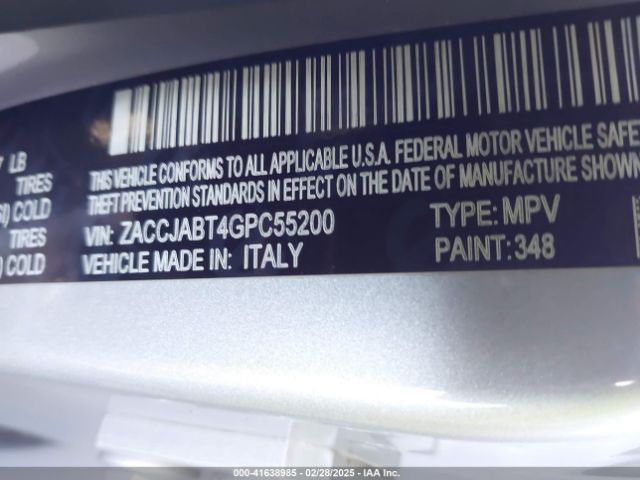 LB
TIRES
COLD
TIRES
COLD
THIS VEHICLE CONFORMS TO ALL APPLICABLE U.S.A. FEDERAL MOTOR VEHICLE
THEFT PREVENTION STANDARDS IN EFFECT ON THE DATE OF MANUFACTURE SHOWN
VIN: ZACCJABT4GPC55200 TYPE: MPV
VEHICLE MADE IN: ITALY PAINT: 348
000-41638985 - 02/28/2025 - IAA Inc.